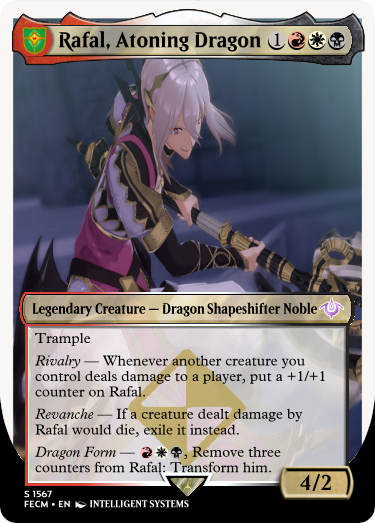 Rafal, Atoning Dragon 1
Legendary Creature — Dragon Shapeshifter Noble
Trample
Rivalry — Whenever another creature you
control deals damage to a player, put a +1/+1
counter on Rafal.
Revanche — If a creature dealt damage by
Rafal would die, exile it instead.
Dragon Form — , Remove three
counters from Rafal: Transform him.
4/2
S 1567
FECM • EN INTELLIGENT SYSTEMS